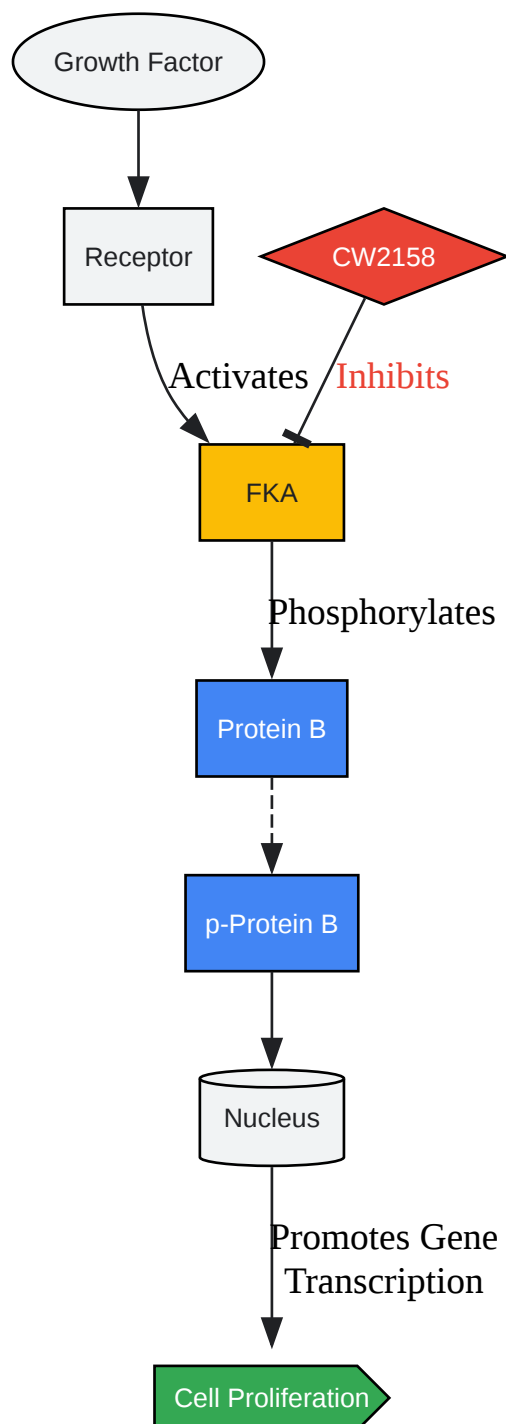 Growth Factor
Receptor
CW2158
Activates
Inhibits
FKA
Phosphorylates
Protein B
p-Protein B
Nucleus
Promotes Gene
Transcription
Cell Proliferation